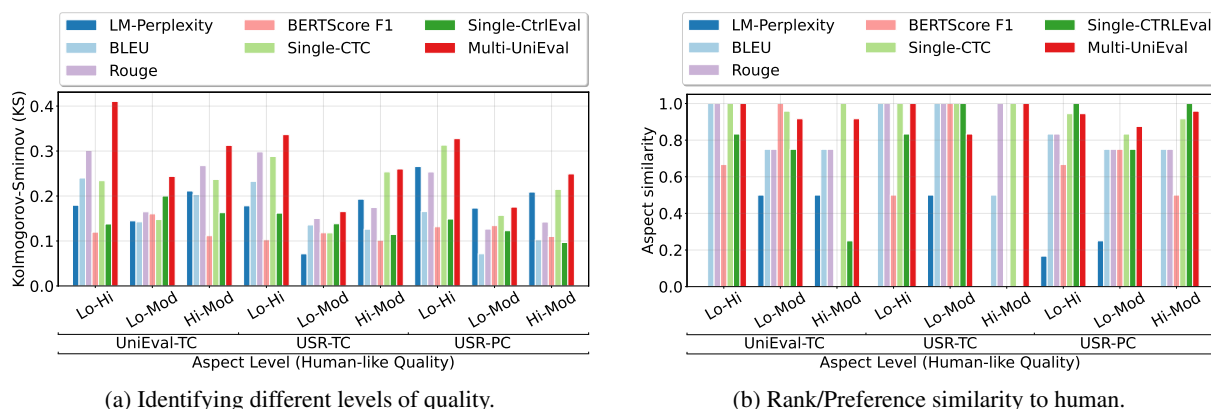 LM-Perplexity
BLEU
Rouge
BERTScore F1
Single-CTC
Single-CtrlEval
Multi-UniEval
Kolmogorov-Smirnov (KS)
0.4
0.3
0.2
0.1
0.0
Lo-Hi
Lo-Mod
Hi-Mod
Lo-Hi
Lo-Mod
Hi-Mod
Lo-Hi
Lo-Mod
Hi-Mod
UniEval-TC
USR-TC
USR-PC
Aspect Level (Human-like Quality)
(a) Identifying different levels of quality.
LM-Perplexity
BLEU
Rouge
BERTScore F1
Single-CTC
Single-CTRLEval
Multi-UniEval
Aspect similarity
1.0
0.8
0.6
0.4
0.2
0.0
Lo-Hi
Lo-Mod
Hi-Mod
Lo-Hi
Lo-Mod
Hi-Mod
Lo-Hi
Lo-Mod
Hi-Mod
UniEval-TC
USR-TC
USR-PC
Aspect Level (Human-like Quality)
(b) Rank/Preference similarity to human.